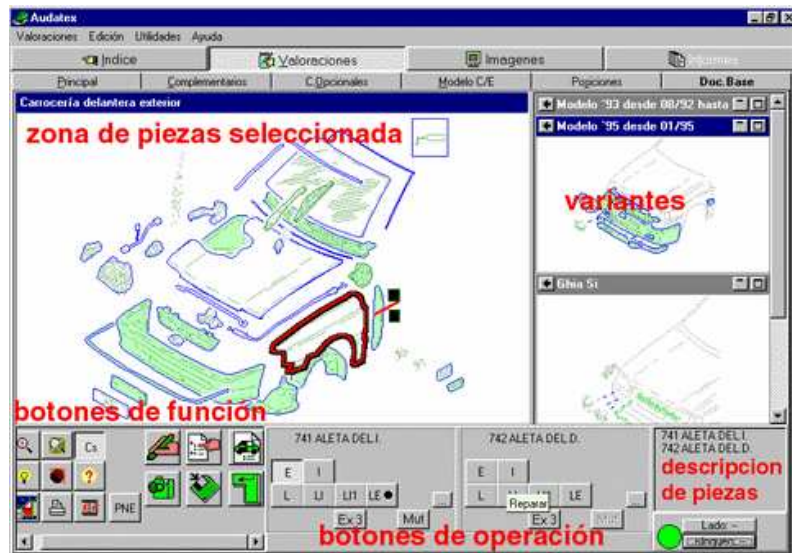 Audatex
Valoraciones Edición Utilidades Ayuda
Indice Valoraciones Imagenes Informes
Principal Complementarios C.Opcionales Modelo C/E Posiciones Doc.Base
Carrocería delantera exterior
Modelo `93 desde 08/92 hasta
Modelo `95 desde 01/95
zona de piezas seleccionada
variantes
Ghia Si
botones de función
Cs
741 ALETA DEL.I.
742 ALETA DEL.D.
741 ALETA DEL.I.
742 ALETA DEL.D.
descripcion
de piezas
E I
E I
L LI LI1 LE
L LE
Reparar
...
...
PNE
Ex 3 Mut
Ex 3 Mut
botones de operación
Lado: -